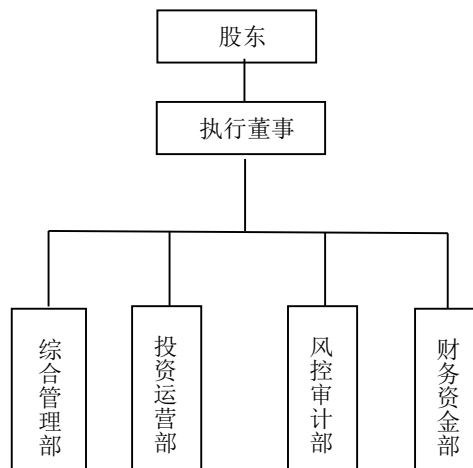 股东
执行董事
综合管理部
投资运营部
风控审计部
财务资金部